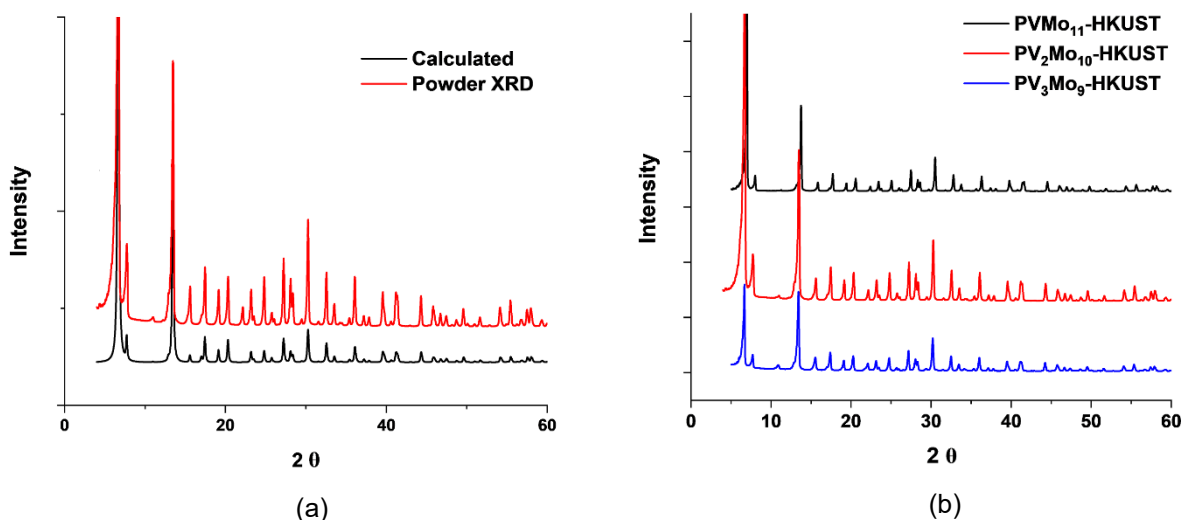 Calculated
Powder XRD
Intensity
0
20
40
60
2 θ
(a)
PVMo₁₁-HKUST
PV₂Mo₁₀-HKUST
PV₃Mo₉-HKUST
Intensity
0
10
20
30
40
50
60
2 θ
(b)